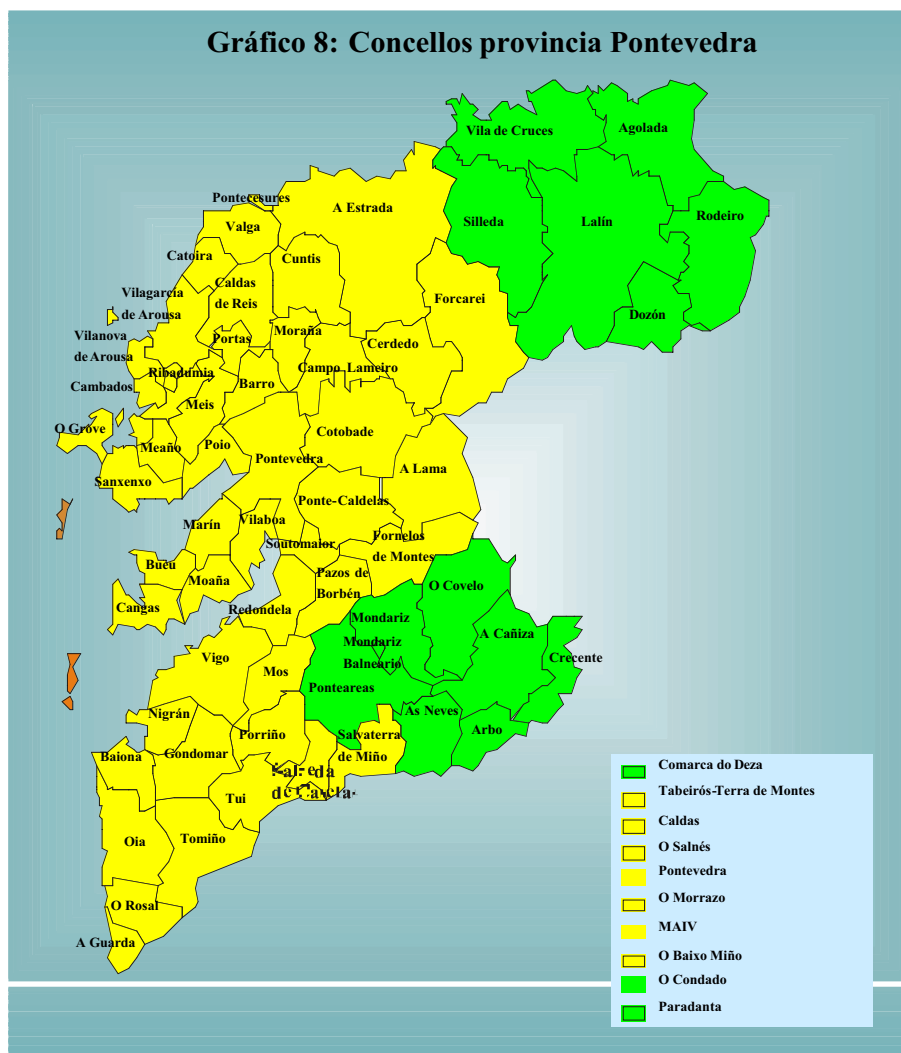 Gráfico 8: Concellos provincia Pontevedra
Vila de Cruces
Agolada
Pontecesures
A Estrada
Silleda
Lalín
Rodeiro
Valga
Catoira
Cuntis
Caldas
de Reis
Vilagarcía
de Arousa
Forcarei
Dozón
Vilanova
de Arousa
Portas
Moraña
Cerdedo
Ribadumia
Campo Lameiro
Cambados
Barro
Meis
O Grove
Meaño
Poio
Cotobade
Pontevedra
A Lama
Sanxenxo
Ponte-Caldelas
Marín
Vilaboa
Soutomaior
Fornelos
de Montes
Bueu
Moaña
Pazos de
Borbén
O Covelo
Cangas
Redondela
Mondariz
A Cañiza
Mondariz
Balneario
Vigo
Mos
Crecente
Ponteareas
Nigrán
As Neves
Arbo
Porriño
Salvaterra
de Miño
Baiona
Gondomar
Tui
Oia
Tomiño
O Rosal
A Guarda
Comarca do Deza
Tabeirós-Terra de Montes
Caldas
O Salnés
Pontevedra
O Morrazo
MAIV
O Baixo Miño
O Condado
Paradanta